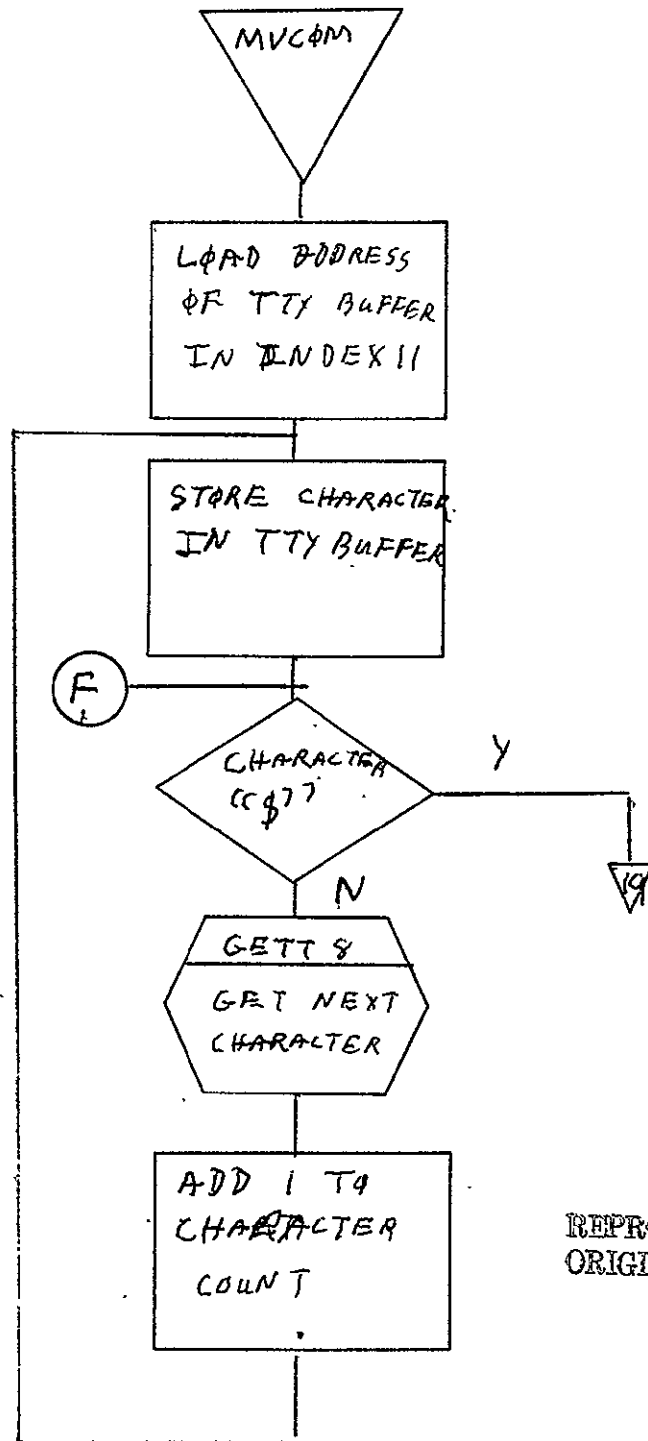 MVCØM
LØAD ADDRESS
ØF TTY BUFFER
IN INDEX 11
STØRE CHARACTER
IN TTY BUFFER
F
CHARACTER
"$"
Y
19
N
GETT 8
GET NEXT
CHARACTER
ADD 1 TØ
CHARACTER
COUNT
REPR
ORIGI